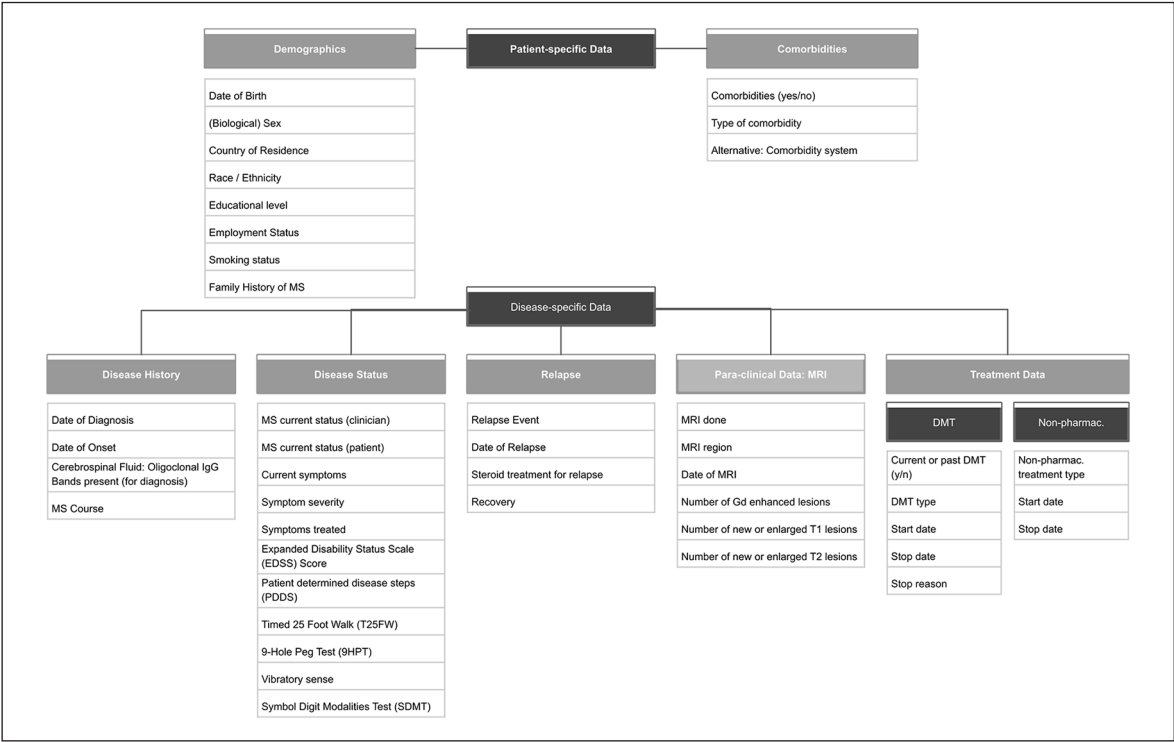 Demographics
Patient-specific Data
Comorbidities
Date of Birth
(Biological) Sex
Country of Residence
Race / Ethnicity
Educational level
Employment Status
Smoking status
Family History of MS
Comorbidities (yes/no)
Type of comorbidity
Alternative: Comorbidity system
Disease-specific Data
Disease History
Date of Diagnosis
Date of Onset
Cerebrospinal Fluid: Oligoclonal IgG
Bands present (for diagnosis)
MS Course
Disease Status
MS current status (clinician)
MS current status (patient)
Current symptoms
Symptom severity
Symptoms treated
Expanded Disability Status Scale
(EDSS) Score
Patient determined disease steps
(PDDS)
Timed 25 Foot Walk (T25FW)
9-Hole Peg Test (9HPT)
Vibratory sense
Symbol Digit Modalities Test (SDMT)
Relapse
Relapse Event
Date of Relapse
Steroid treatment for relapse
Recovery
Para-clinical Data: MRI
MRI done
MRI region
Date of MRI
Number of Gd enhanced lesions
Number of new or enlarged T1 lesions
Number of new or enlarged T2 lesions
Treatment Data
DMT
Current or past DMT
(y/n)
DMT type
Start date
Stop date
Stop reason
Non-pharmac.
Non-pharmac.
treatment type
Start date
Stop date